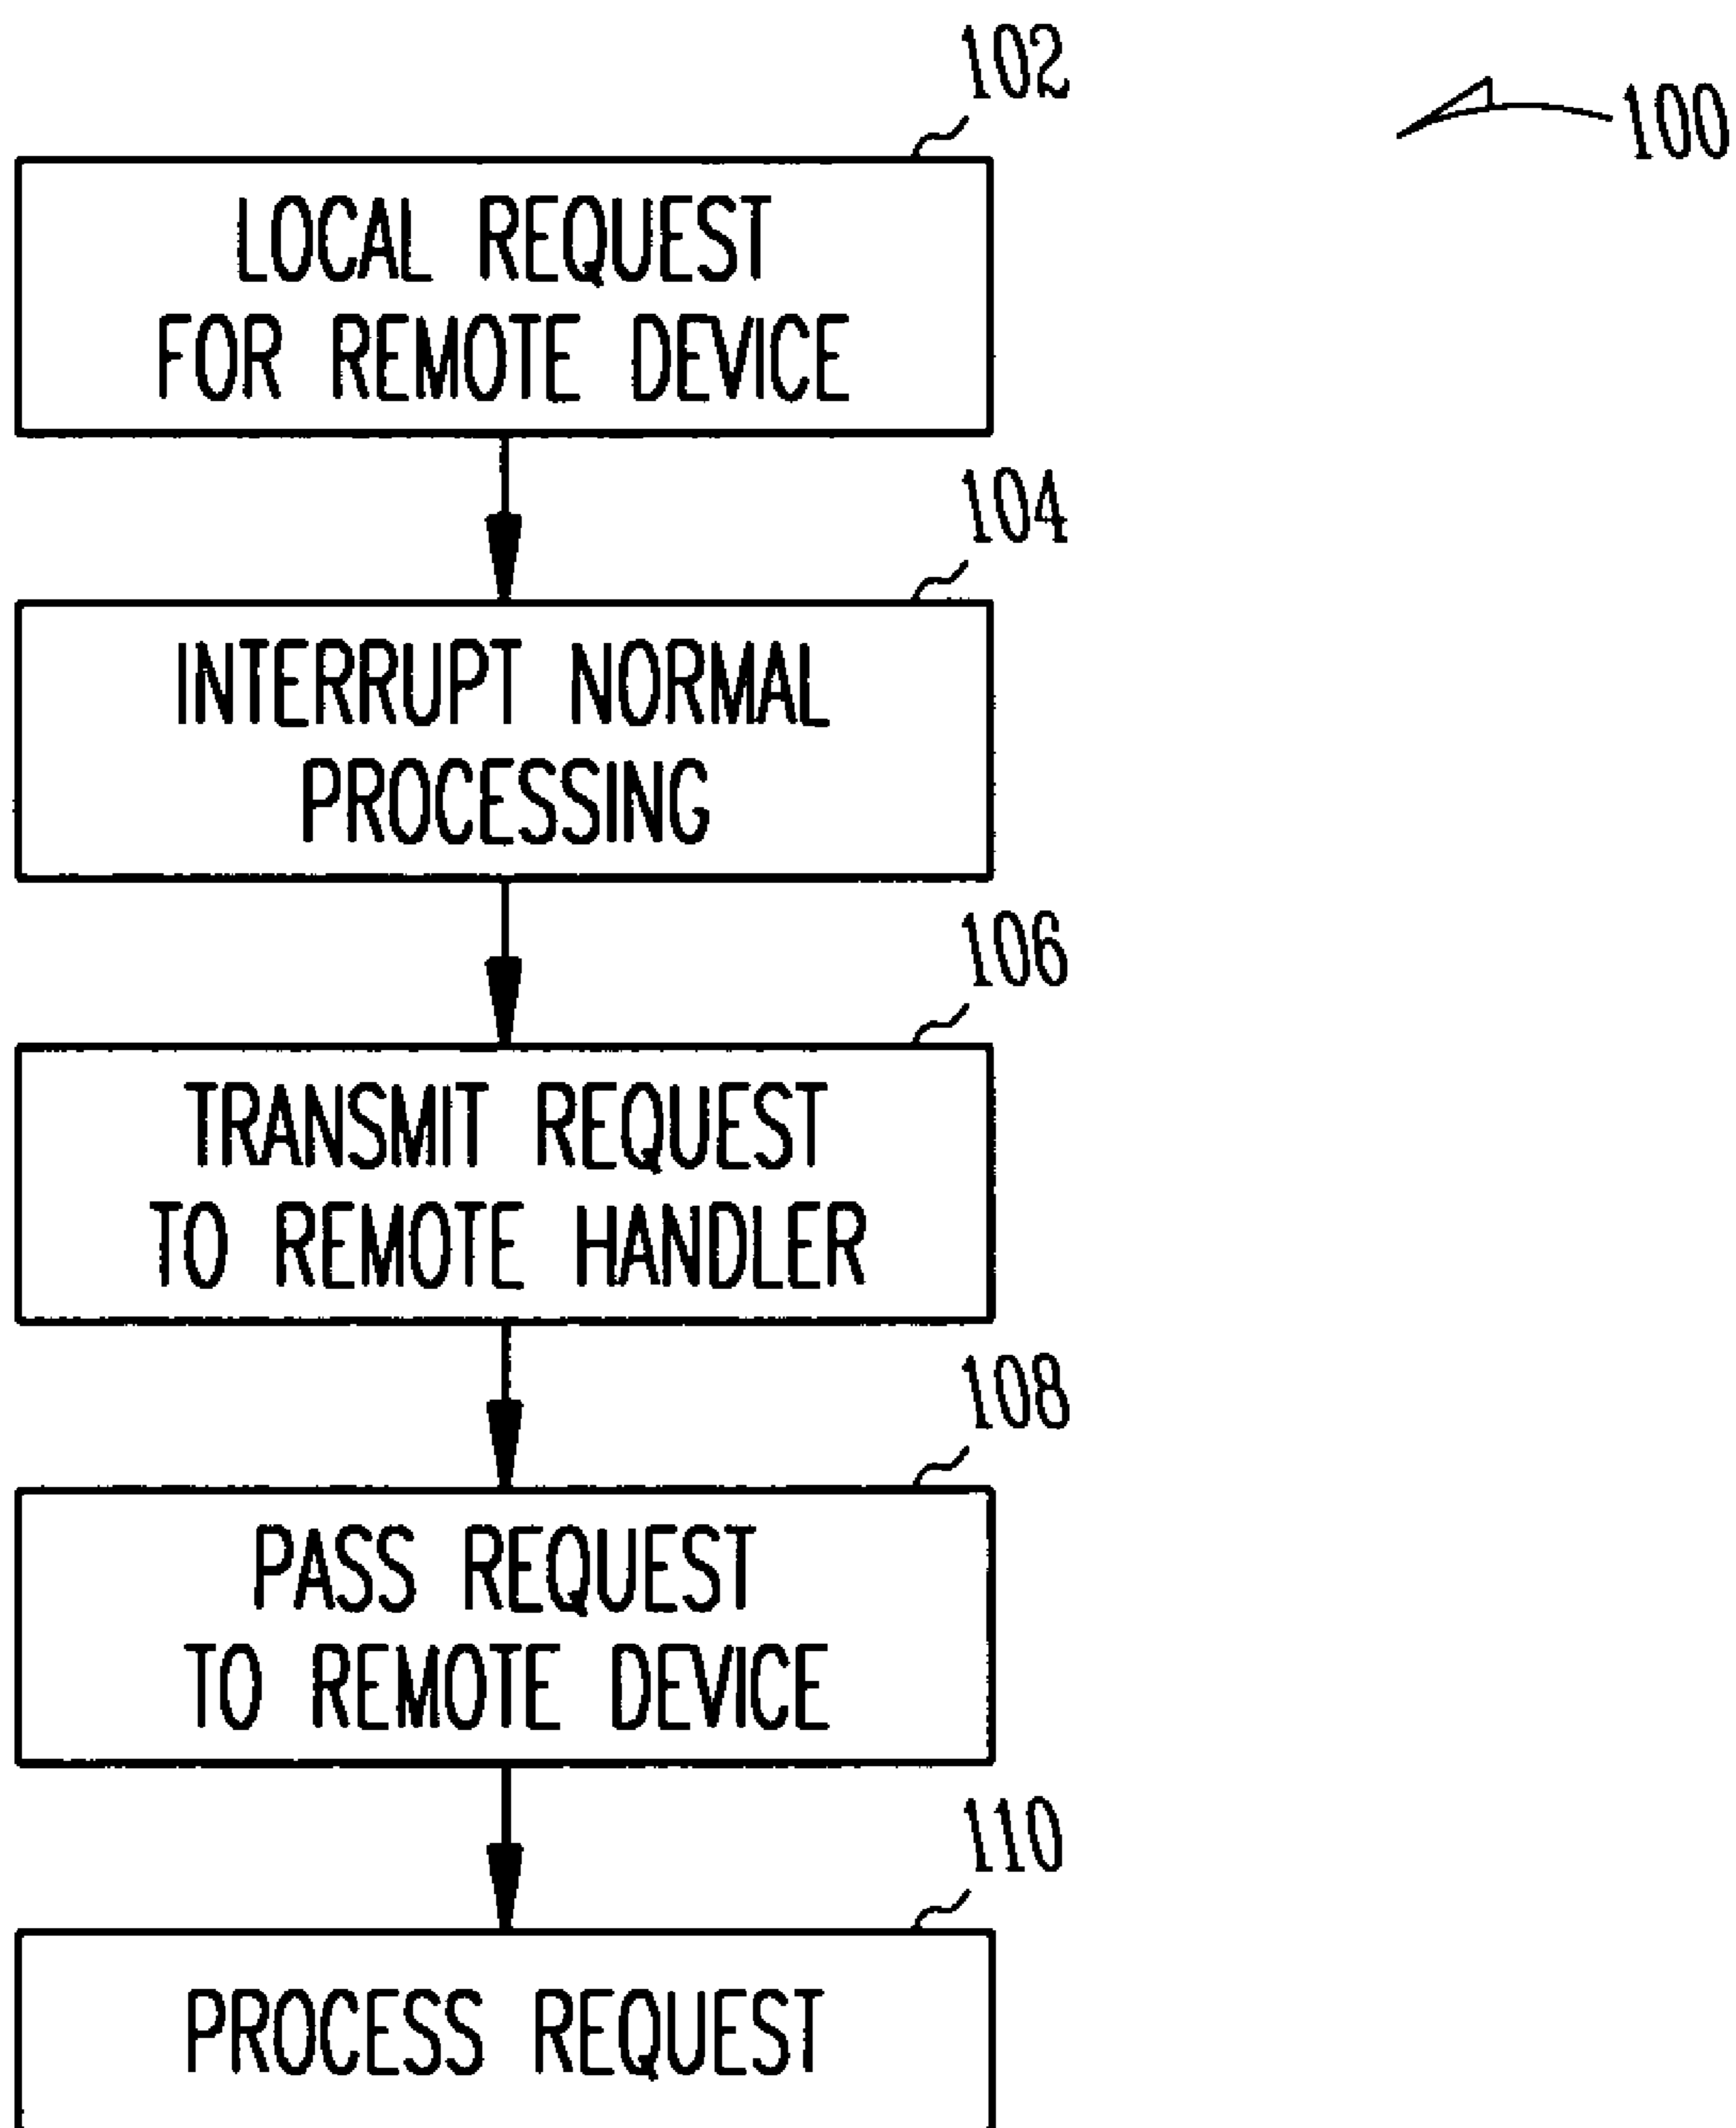 102
100
LOCAL REQUEST
FOR REMOTE DEVICE
104
INTERRUPT NORMAL
PROCESSING
106
TRANSMIT REQUEST
TO REMOTE HANDLER
108
PASS REQUEST
TO REMOTE DEVICE
110
PROCESS REQUEST